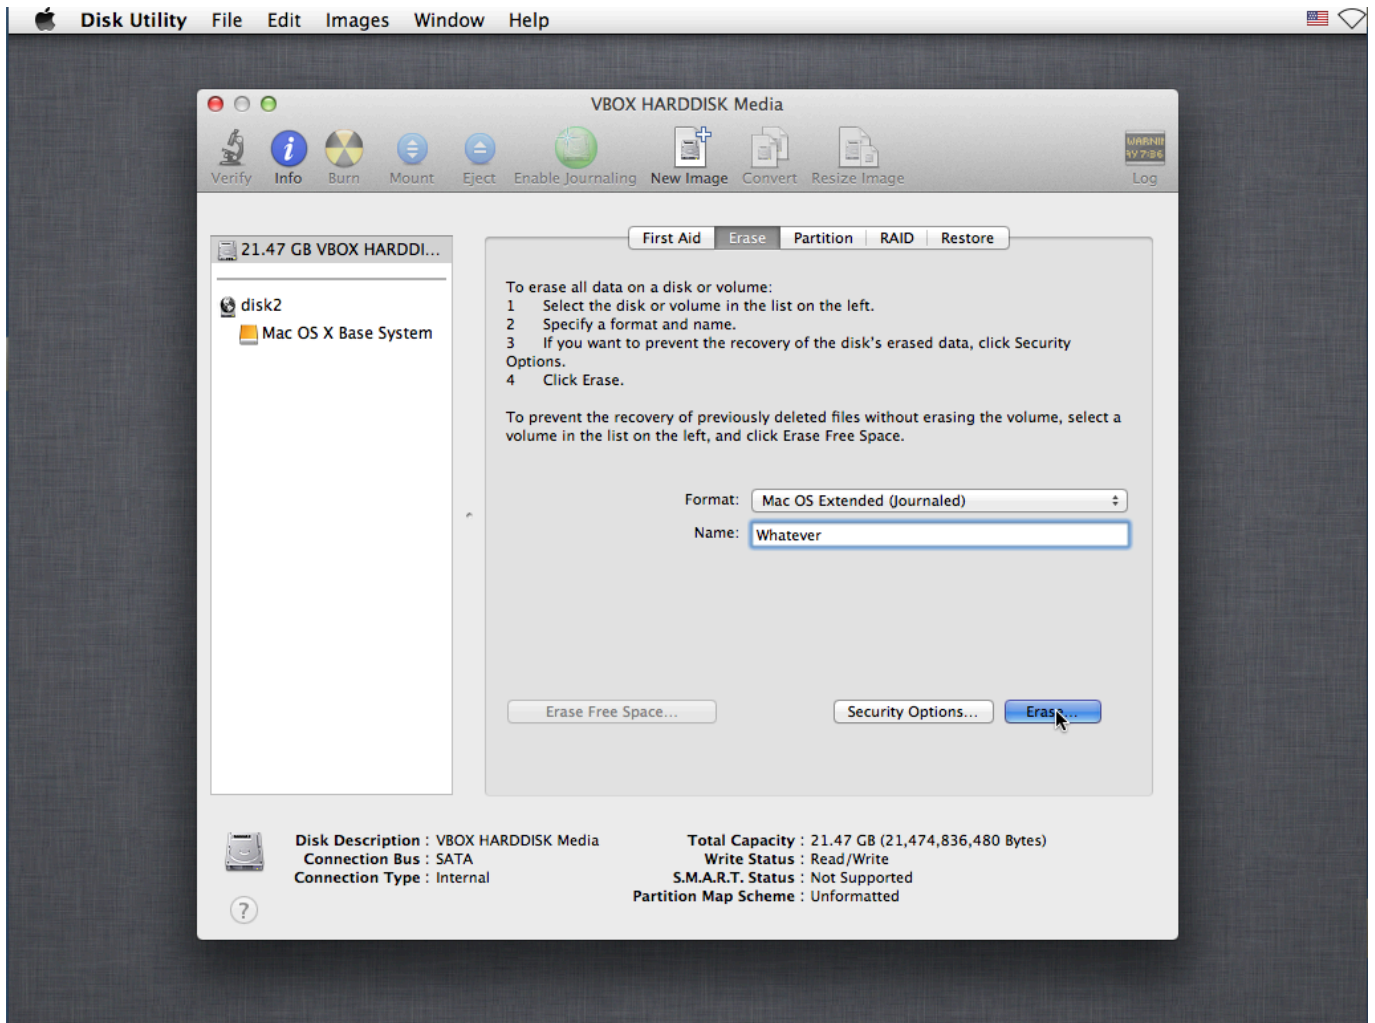 Disk Utility File Edit Images Window Help
VBOX HARDDISK Media
WARNIN
AY 7:36
Verify Info Burn Mount Eject Enable Journaling New Image Convert Resize Image Log
21.47 GB VBOX HARDDI...
disk2
Mac OS X Base System
First Aid Erase Partition RAID Restore
To erase all data on a disk or volume:
1 Select the disk or volume in the list on the left.
2 Specify a format and name.
3 If you want to prevent the recovery of the disk's erased data, click Security
Options.
4 Click Erase.
To prevent the recovery of previously deleted files without erasing the volume, select a
volume in the list on the left, and click Erase Free Space.
Format: Mac OS Extended (Journaled)
Name: Whatever
Erase Free Space... Security Options... Erase...
Disk Description : VBOX HARDDISK Media
Connection Bus : SATA
Connection Type : Internal
Total Capacity : 21.47 GB (21,474,836,480 Bytes)
Write Status : Read/Write
S.M.A.R.T. Status : Not Supported
Partition Map Scheme : Unformatted
?